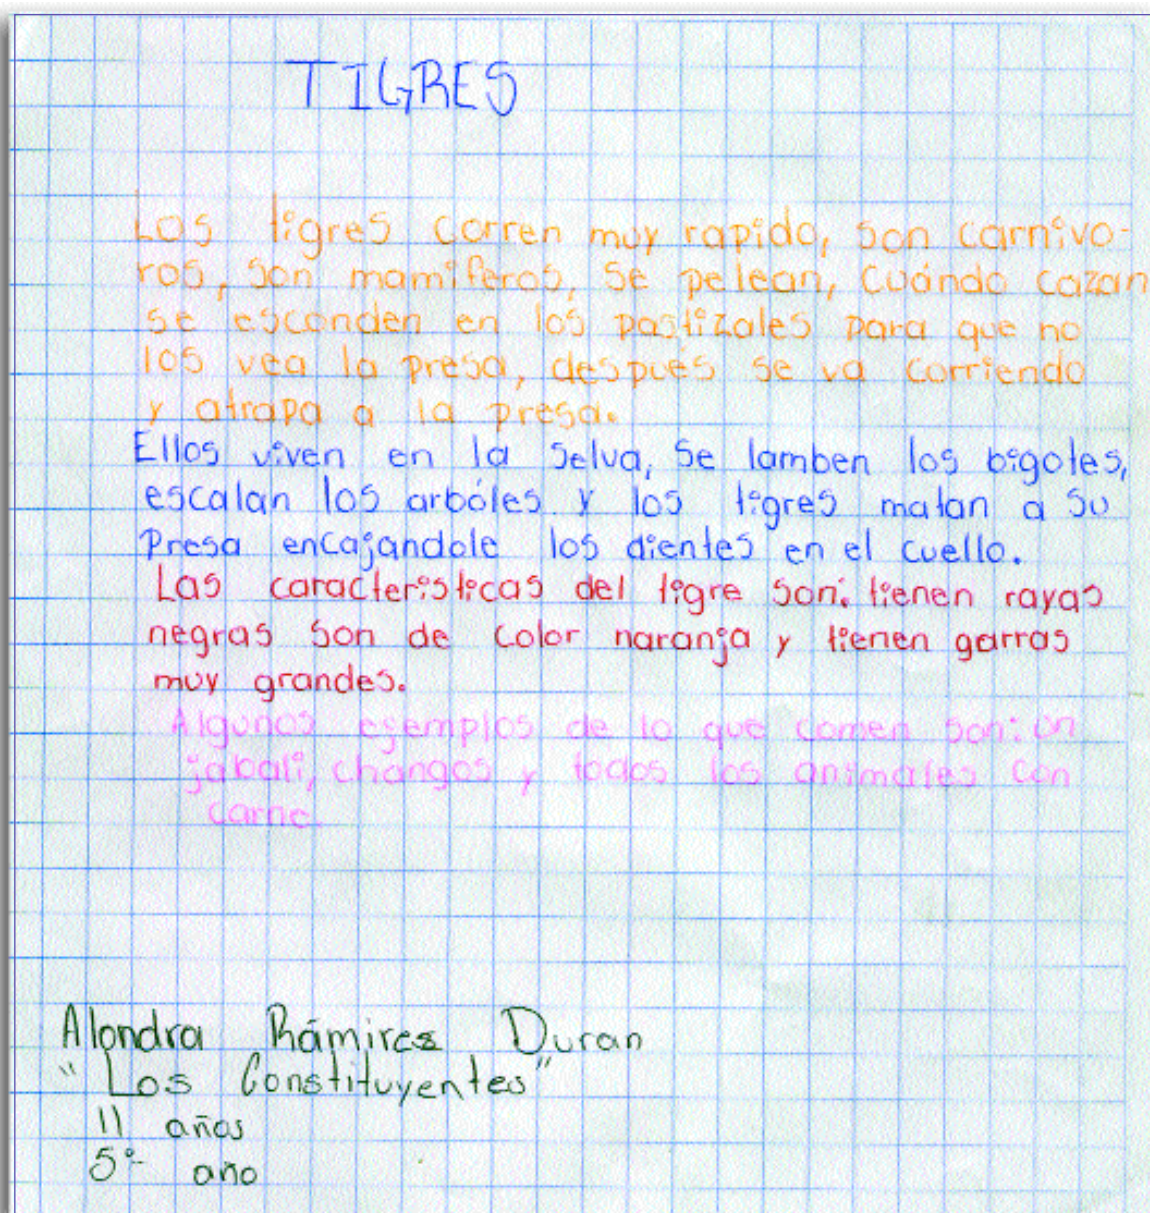 TIGRES
Los tigres corren muy rapido, son carnivo-
ros, son mamiferos, se pelean, cuándo cazan
se esconden en los pastizales para que no
los vea la presa, despues se va corriendo
y atrapa a la presa.
Ellos viven en la selva, se lamben los bigotes,
escalan los arbóles y los tigres matan a su
presa encajandole los dientes en el cuello.
Las caracteristicas del tigre son: tienen rayas
negras son de color naranja y tienen garras
muy grandes.
Algunos ejemplos de lo que comen son: un
jabali, changos y todos los animales con
carne.
Alondra Rámires Duran
"Los Constituyentes"
11 años
5º año